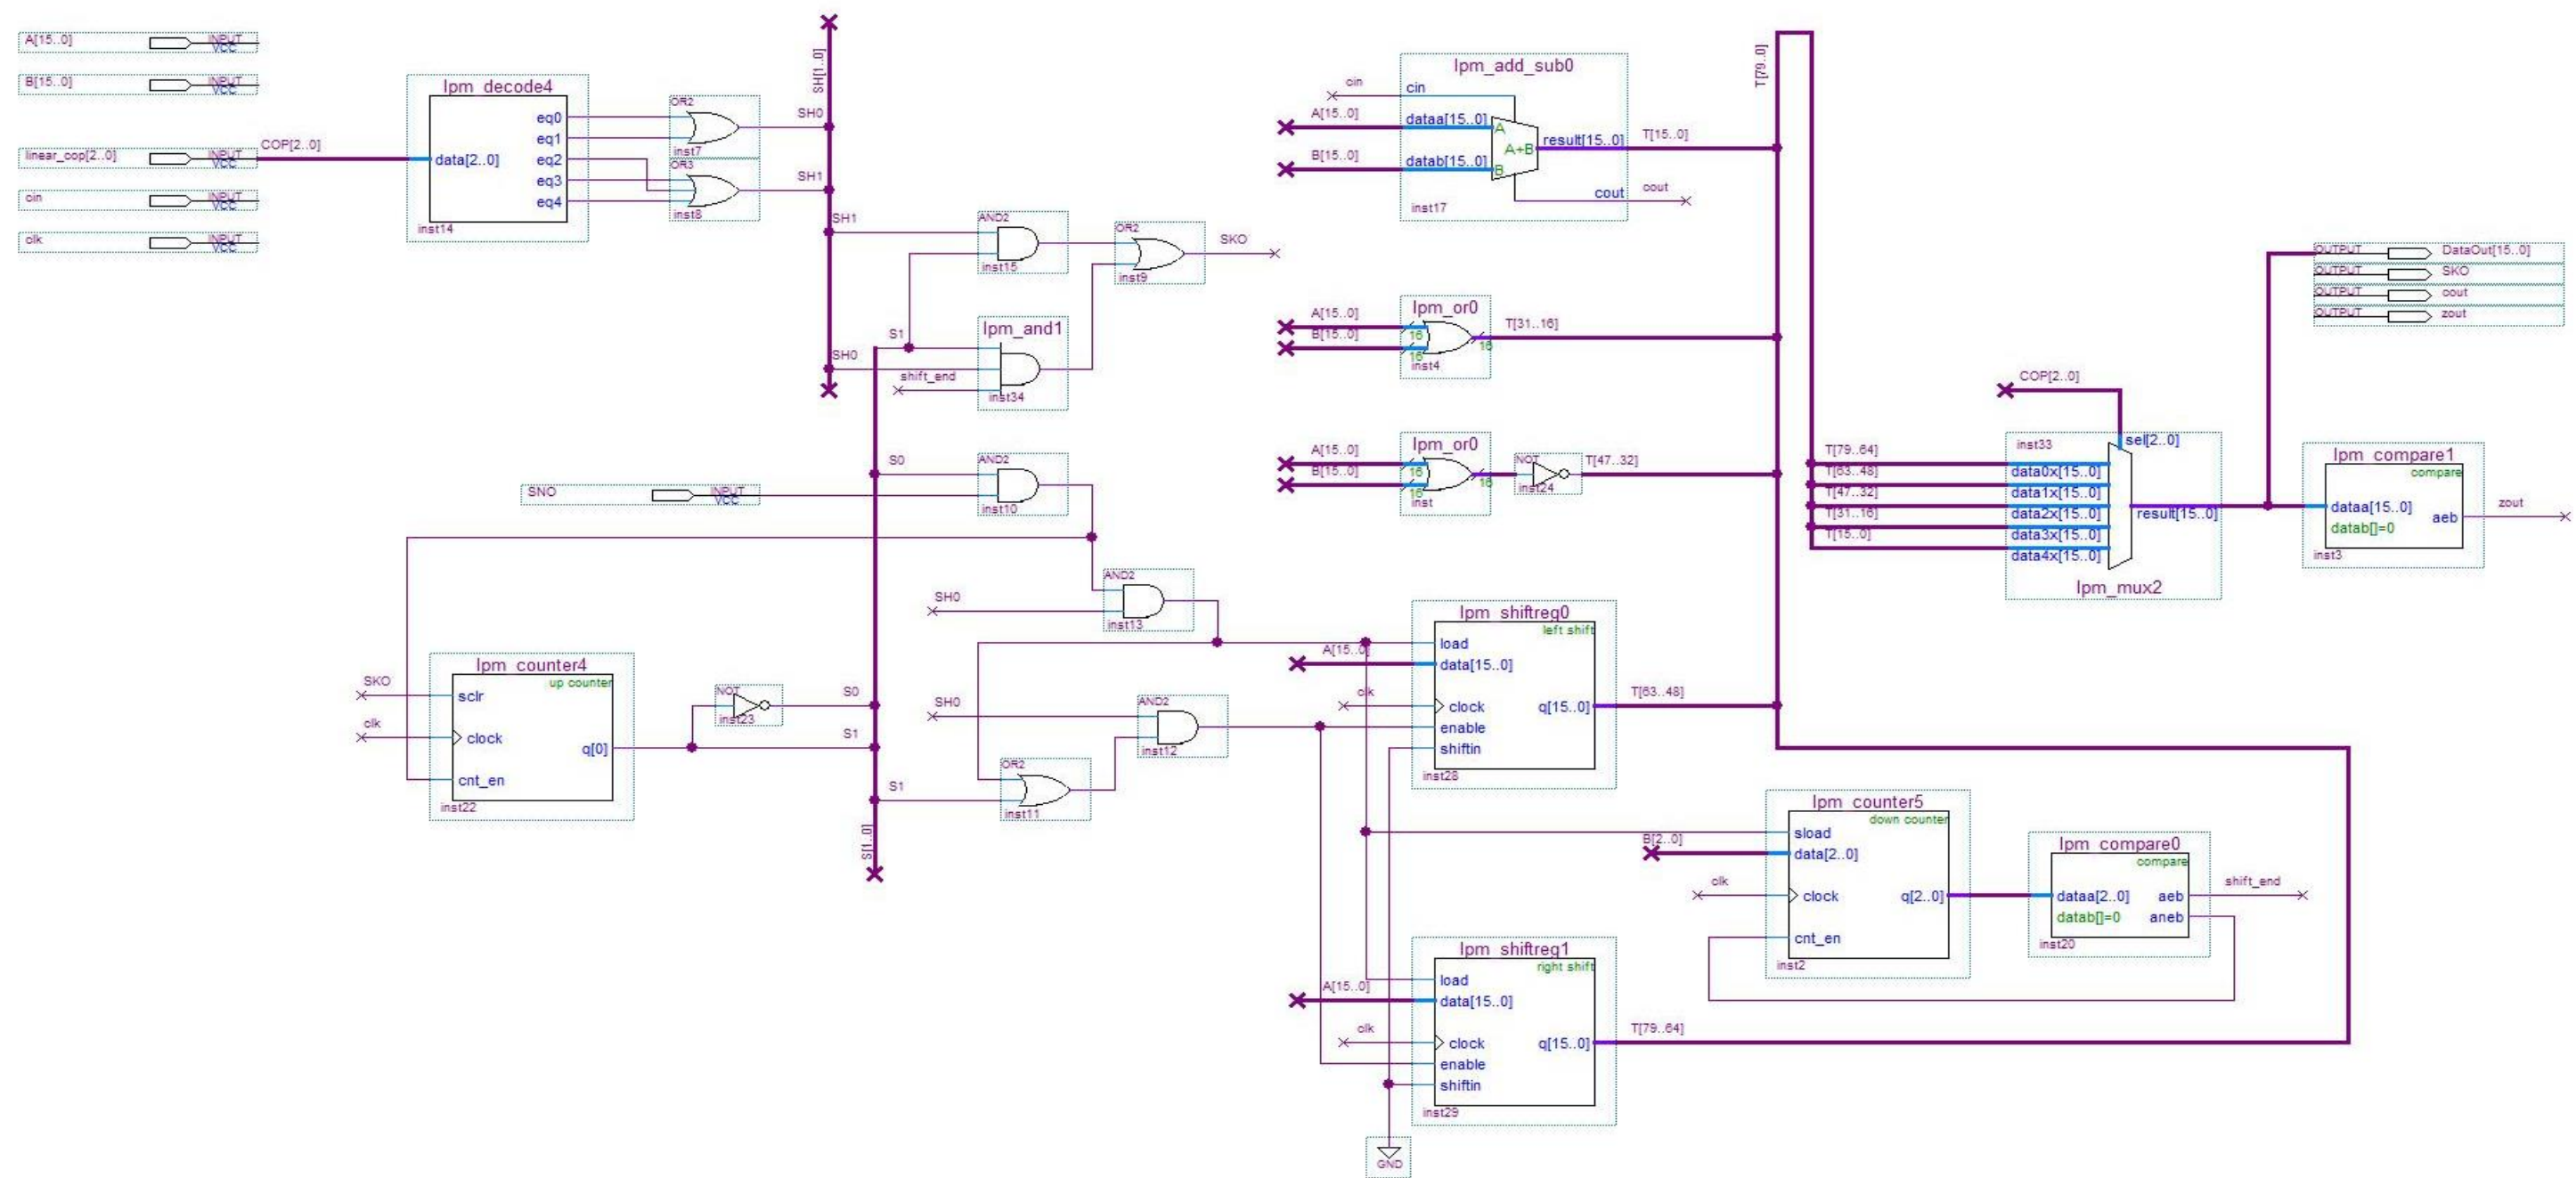 A[15..0] INPUT VCC
B[15..0] INPUT VCC
linear_cop[2..0] INPUT VCC
cin INPUT VCC
clk INPUT VCC
COP[2..0]
lpm_decode4
data[2..0]
eq0
eq1
eq2
eq3
eq4
inst14
OR2
inst7
OR3
inst8
SH0
SH1
SH[1..0]
SH1
AND2
inst15
OR2
inst9
SKO
S1
SH0
shift_end
lpm_and1
inst34
S0
SNO INPUT VCC
AND2
inst10
SH0
AND2
inst13
lpm_counter4
up counter
SKO
sclr
clk
clock
q[0]
cnt_en
inst22
NOT
inst23
S0
S1
SH0
AND2
inst12
OR2
inst11
S1
S[1..0]
lpm_add_sub0
cin
cin
A[15..0]
dataa[15..0]
A
A+B
B
B[15..0]
datab[15..0]
result[15..0]
T[15..0]
cout
cout
inst17
lpm_or0
A[15..0]
B[15..0]
16
16
16
inst4
T[31..16]
lpm_or0
A[15..0]
B[15..0]
16
16
16
inst
NOT
inst24
T[47..32]
lpm_shiftreg0
left shift
load
A[15..0]
data[15..0]
clk
clock
q[15..0]
T[63..48]
enable
shiftin
inst28
lpm_counter5
down counter
sload
B[2..0]
data[2..0]
clk
clock
q[2..0]
cnt_en
inst2
lpm_compare0
compare
dataa[2..0]
datab[]=0
aeb
aneb
shift_end
inst20
lpm_shiftreg1
right shift
load
A[15..0]
data[15..0]
clk
clock
q[15..0]
T[79..64]
enable
shiftin
inst29
GND
T[79..0]
COP[2..0]
inst33
sel[2..0]
T[79..64]
data0x[15..0]
T[63..48]
data1x[15..0]
T[47..32]
data2x[15..0]
T[31..16]
data3x[15..0]
T[15..0]
data4x[15..0]
result[15..0]
lpm_mux2
lpm_compare1
compare
dataa[15..0]
datab[]=0
aeb
zout
inst3
OUTPUT DataOut[15..0]
OUTPUT SKO
OUTPUT cout
OUTPUT zout